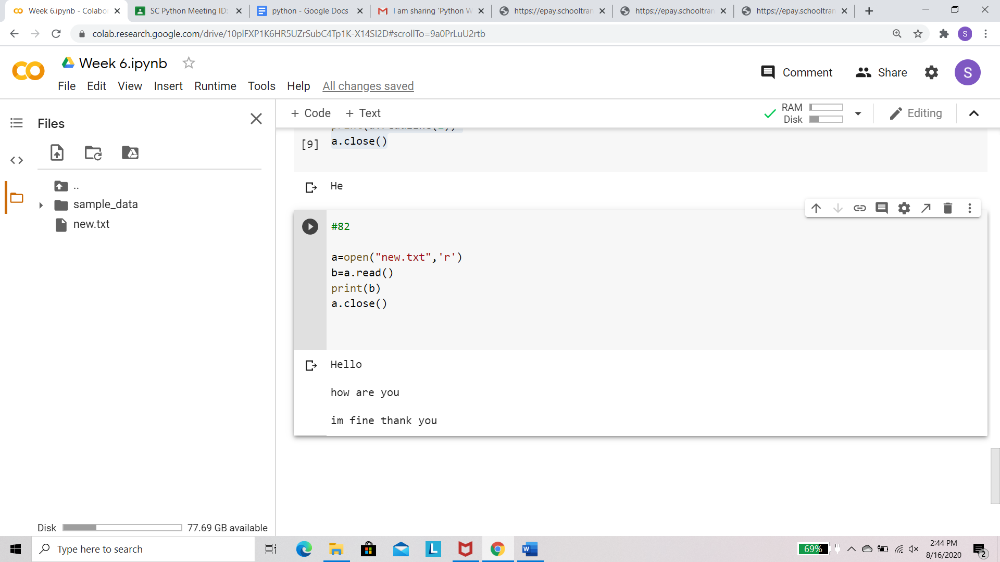 Week 6.ipynb - Colabo
SC Python Meeting ID:
python - Google Docs
I am sharing 'Python W
https://epay.schooltran
https://epay.schooltran
https://epay.schooltran
colab.research.google.com/drive/10plFXP1K6HR5UZrSubC4Tp1K-X14SI2D#scrollTo=9a0PrLuU2rtb
S
Week 6.ipynb
Comment
Share
S
File Edit View Insert Runtime Tools Help All changes saved
Files
+ Code + Text
RAM
Disk
Editing
[9]
a.close()
He
..
sample_data
new.txt
#82
a=open("new.txt",'r')
b=a.read()
print(b)
a.close()
Hello
how are you
im fine thank you
Disk 77.69 GB available
Type here to search
69%
2:44 PM
8/16/2020
2